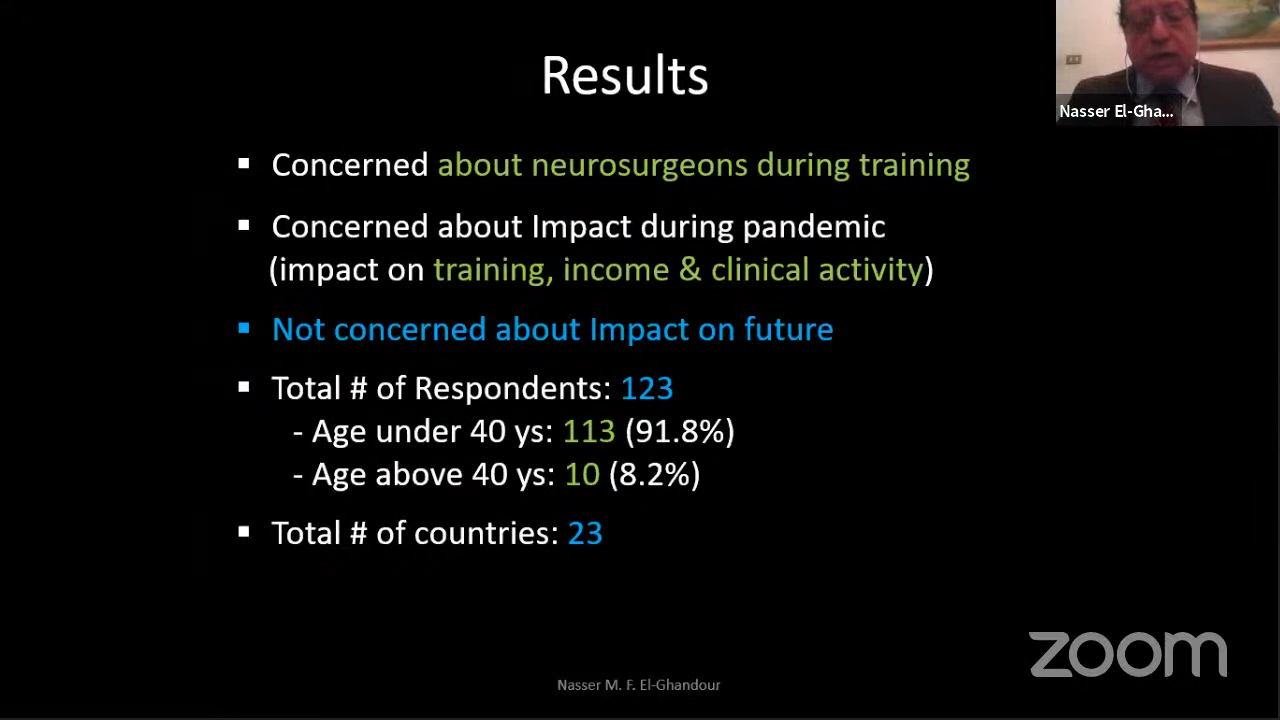 Results
Nasser El-Gha...
▪ Concerned about neurosurgeons during training
▪ Concerned about Impact during pandemic
(impact on training, income & clinical activity)
▪ Not concerned about Impact on future
▪ Total # of Respondents: 123
- Age under 40 ys: 113 (91.8%)
- Age above 40 ys: 10 (8.2%)
▪ Total # of countries: 23
zoom
Nasser M. F. El-Ghandour